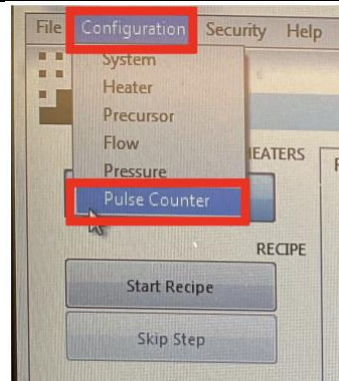 File Configuration Security Help
System
Heater
Precursor
Flow
HEATERS
Pressure
Pulse Counter
RECIPE
Start Recipe
Skip Step